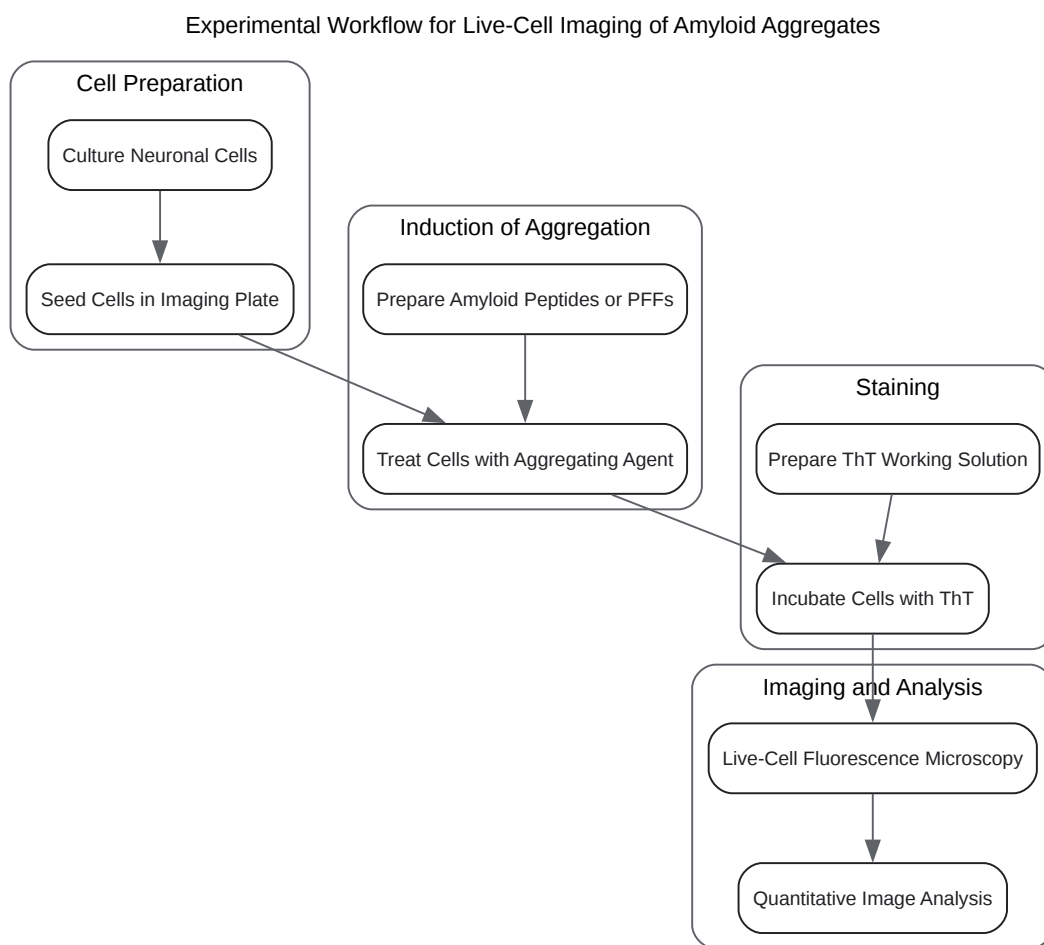 Experimental Workflow for Live-Cell Imaging of Amyloid Aggregates
Cell Preparation
Culture Neuronal Cells
Seed Cells in Imaging Plate
Induction of Aggregation
Prepare Amyloid Peptides or PFFs
Treat Cells with Aggregating Agent
Staining
Prepare ThT Working Solution
Incubate Cells with ThT
Imaging and Analysis
Live-Cell Fluorescence Microscopy
Quantitative Image Analysis